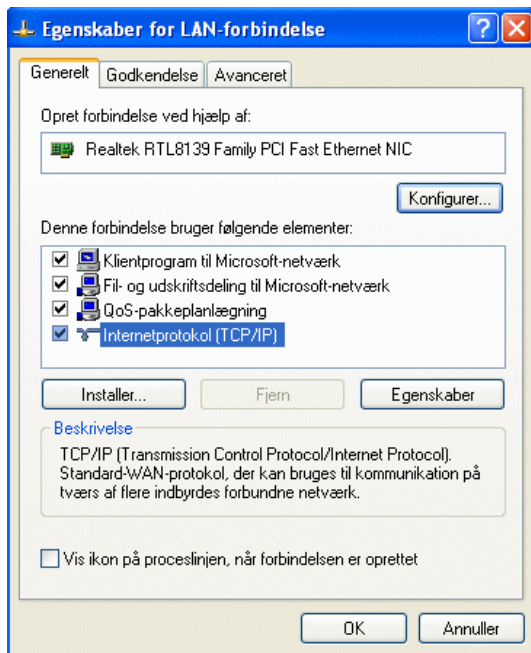 Egenskaber for LAN-forbindelse
Generelt
Godkendelse
Avanceret
Opret forbindelse ved hjælp af:
Realtek RTL8139 Family PCI Fast Ethernet NIC
Konfigurer...
Denne forbindelse bruger følgende elementer:
Klientprogram til Microsoft-netværk
Fil- og udskriftsdeling til Microsoft-netværk
QoS-pakkeplanlægning
Internetprotokol (TCP/IP)
Installer...
Fjern
Egenskaber
Beskrivelse
TCP/IP (Transmission Control Protocol/Internet Protocol).
Standard-WAN-protokol, der kan bruges til kommunikation på
tværs af flere indbyrdes forbundne netværk.
Vis ikon på proceslinjen, når forbindelsen er oprettet
OK
Annuller